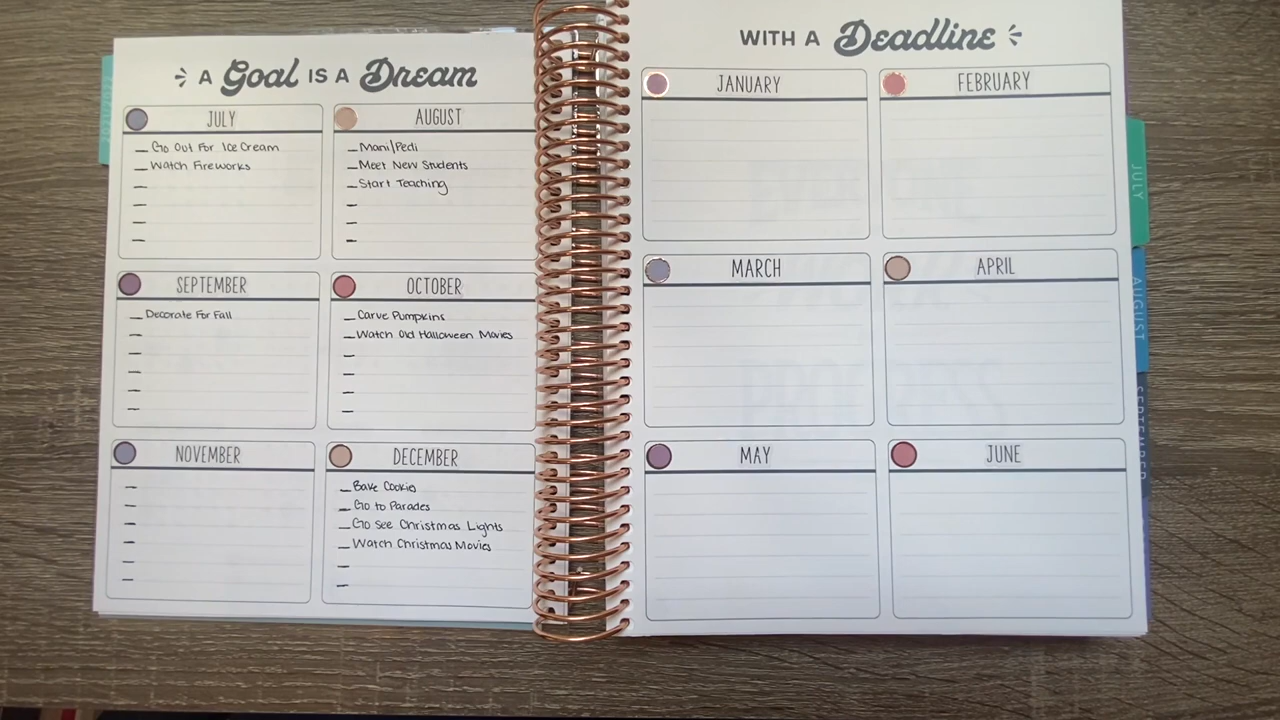 A Goal IS A Dream
JULY
Go Out For Ice Cream
Watch Fireworks
AUGUST
Mani/Pedi
Meet New Students
Start Teaching
SEPTEMBER
Decorate For Fall
OCTOBER
Carve Pumpkins
Watch Old Halloween Movies
NOVEMBER
DECEMBER
Bake Cookies
Go to Parades
Go See Christmas Lights
Watch Christmas Movies
WITH A Deadline
JANUARY
FEBRUARY
MARCH
APRIL
MAY
JUNE
JULY
AUGUST
SEPTEMBER